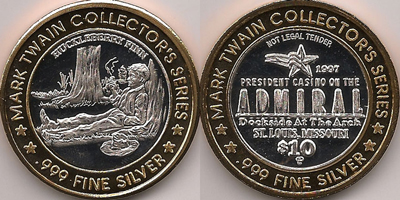 MARK TWAIN COLLECTOR'S SERIES
HUCKLEBERRY FINN
.999 FINE SILVER
MARK TWAIN COLLECTOR'S SERIES
NOT LEGAL TENDER
1997
PRESIDENT CASINO ON THE
ADMIRAL
Dockside At The Arch
ST. LOUIS, MISSOURI
$10
.999 FINE SILVER